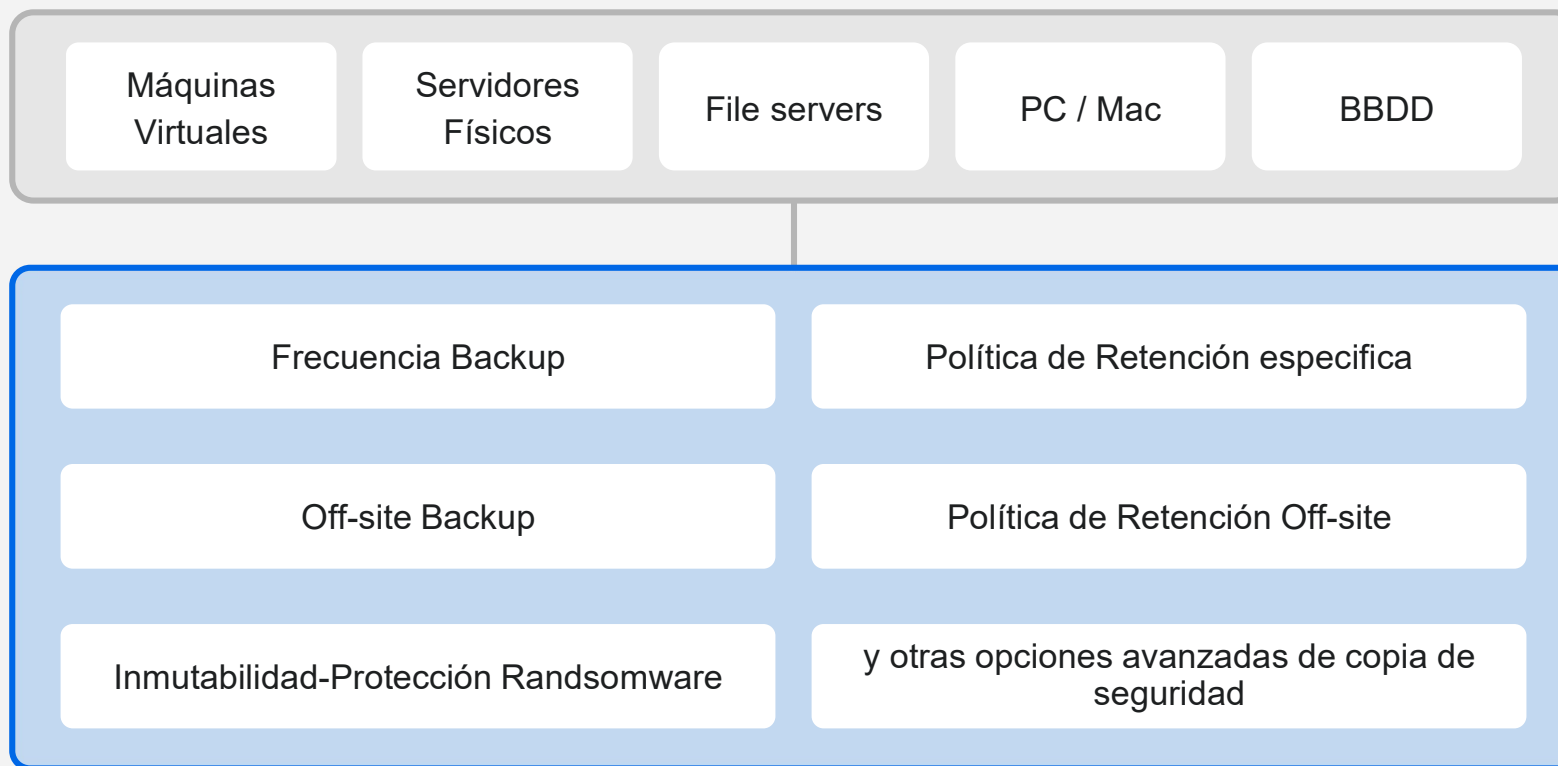 Máquinas
Virtuales
Servidores
Físicos
File servers
PC / Mac
BBDD
Frecuencia Backup
Política de Retención especifica
Off-site Backup
Política de Retención Off-site
Inmutabilidad-Protección Randsomware
y otras opciones avanzadas de copia de
seguridad